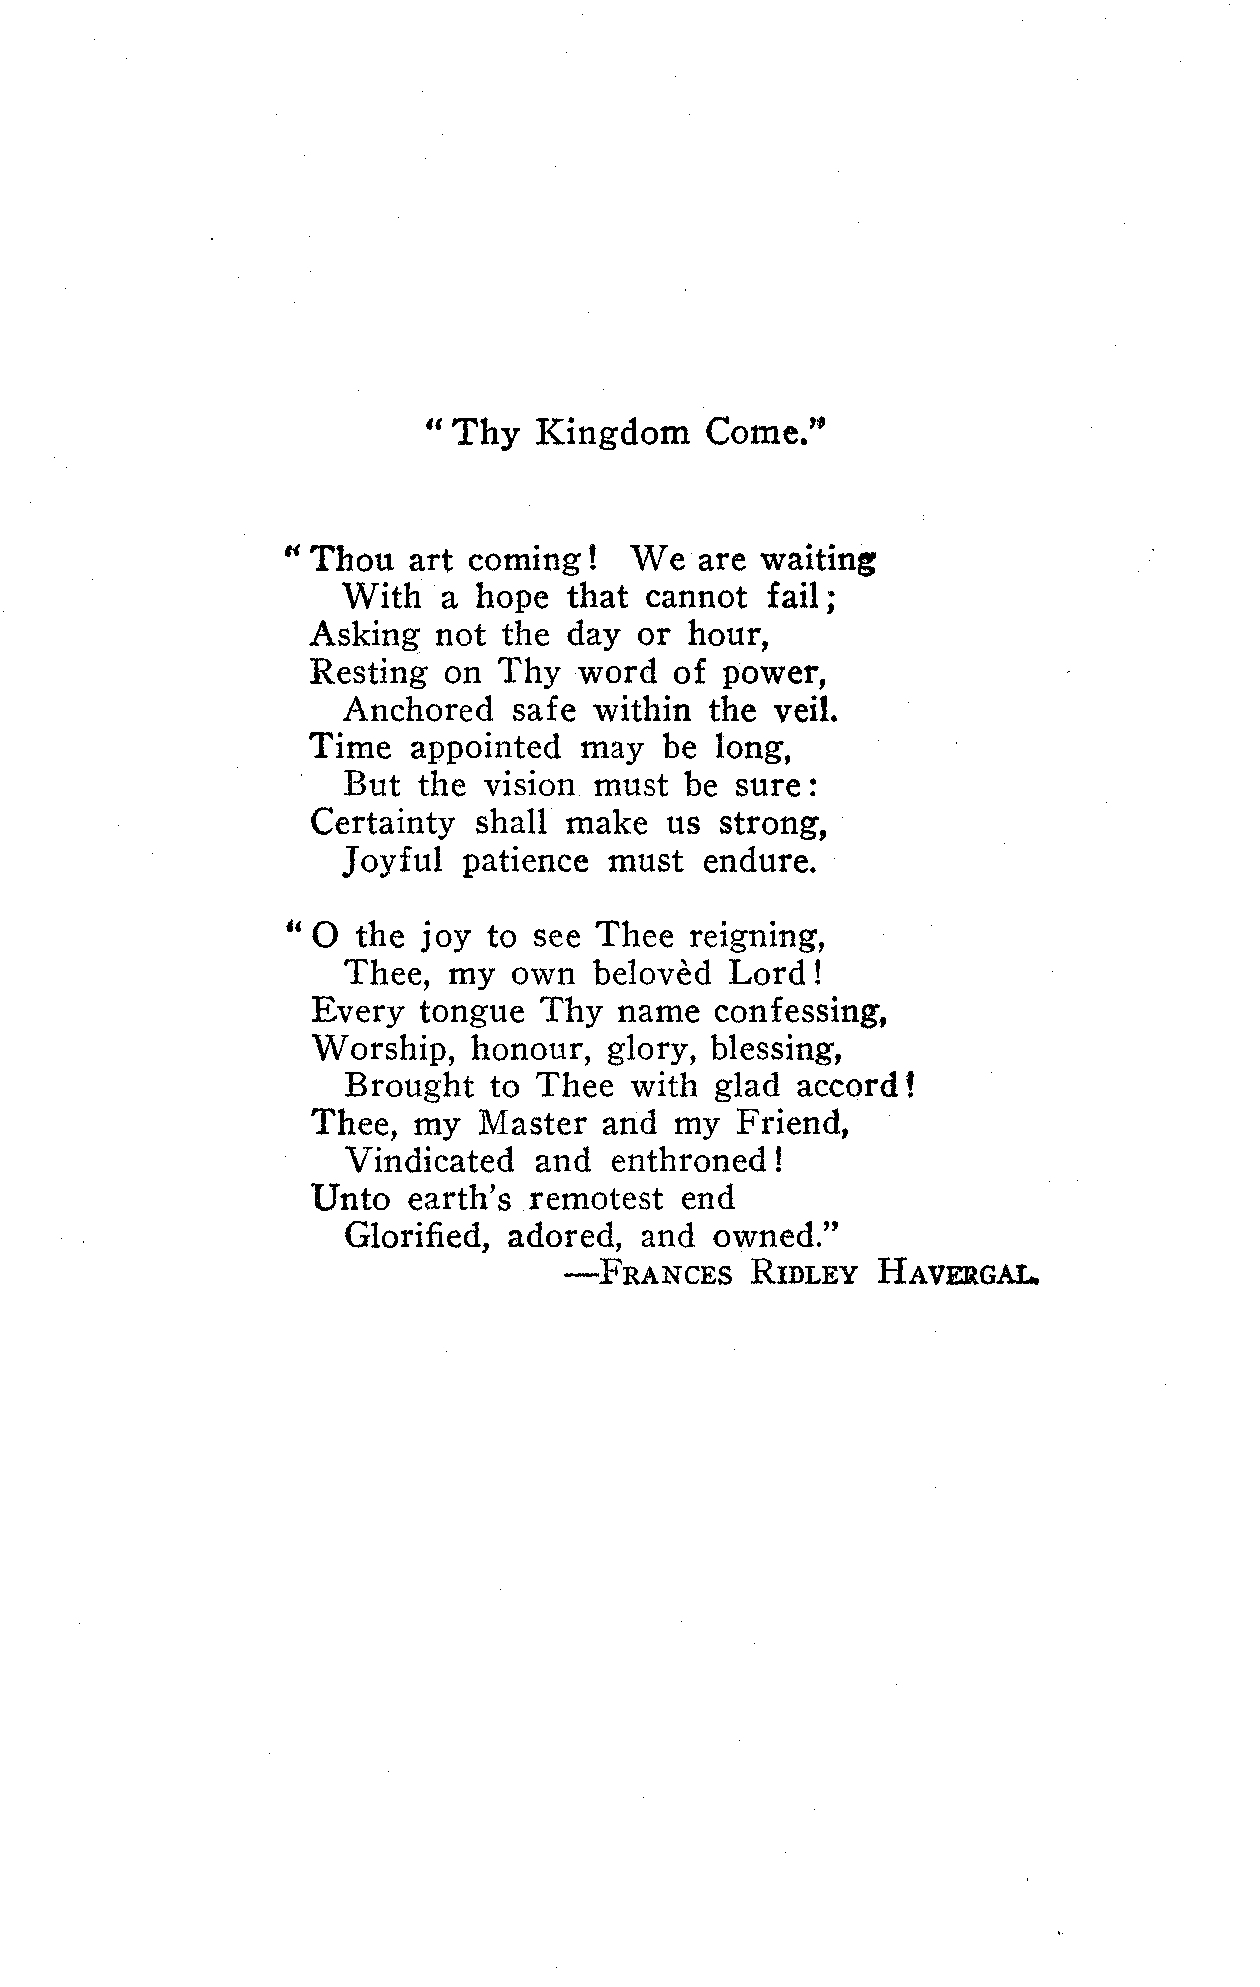 “Thy Kingdom Come.”
“Thou art coming! We are waiting
With a hope that cannot fail;
Asking not the day or hour,
Resting on Thy word of power,
Anchored safe within the veil.
Time appointed may be long,
But the vision must be sure:
Certainty shall make us strong,
Joyful patience must endure.
“O the joy to see Thee reigning,
Thee, my own belovèd Lord!
Every tongue Thy name confessing,
Worship, honour, glory, blessing,
Brought to Thee with glad accord!
Thee, my Master and my Friend,
Vindicated and enthroned!
Unto earth's remotest end
Glorified, adored, and owned.”
—FRANCES RIDLEY HAVERGAL.